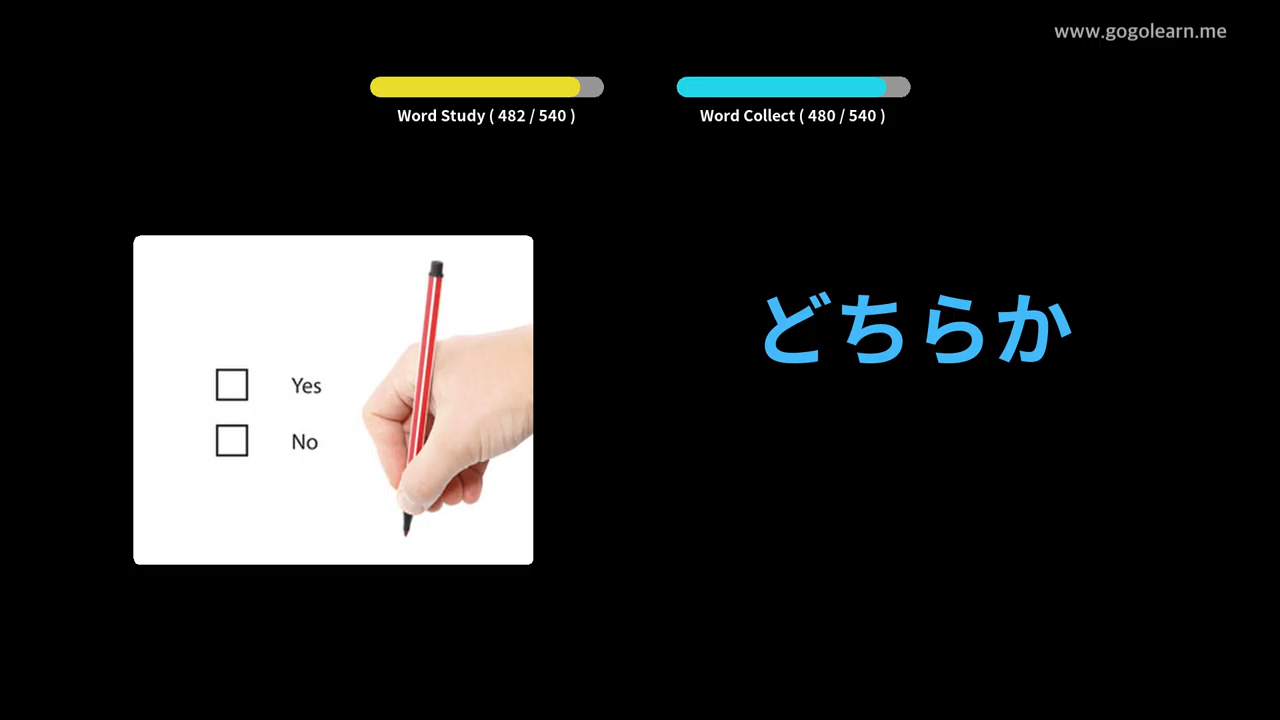 www.gogolearn.me
Word Study ( 482 / 540 )
Word Collect ( 480 / 540 )
Yes
No
どちらか